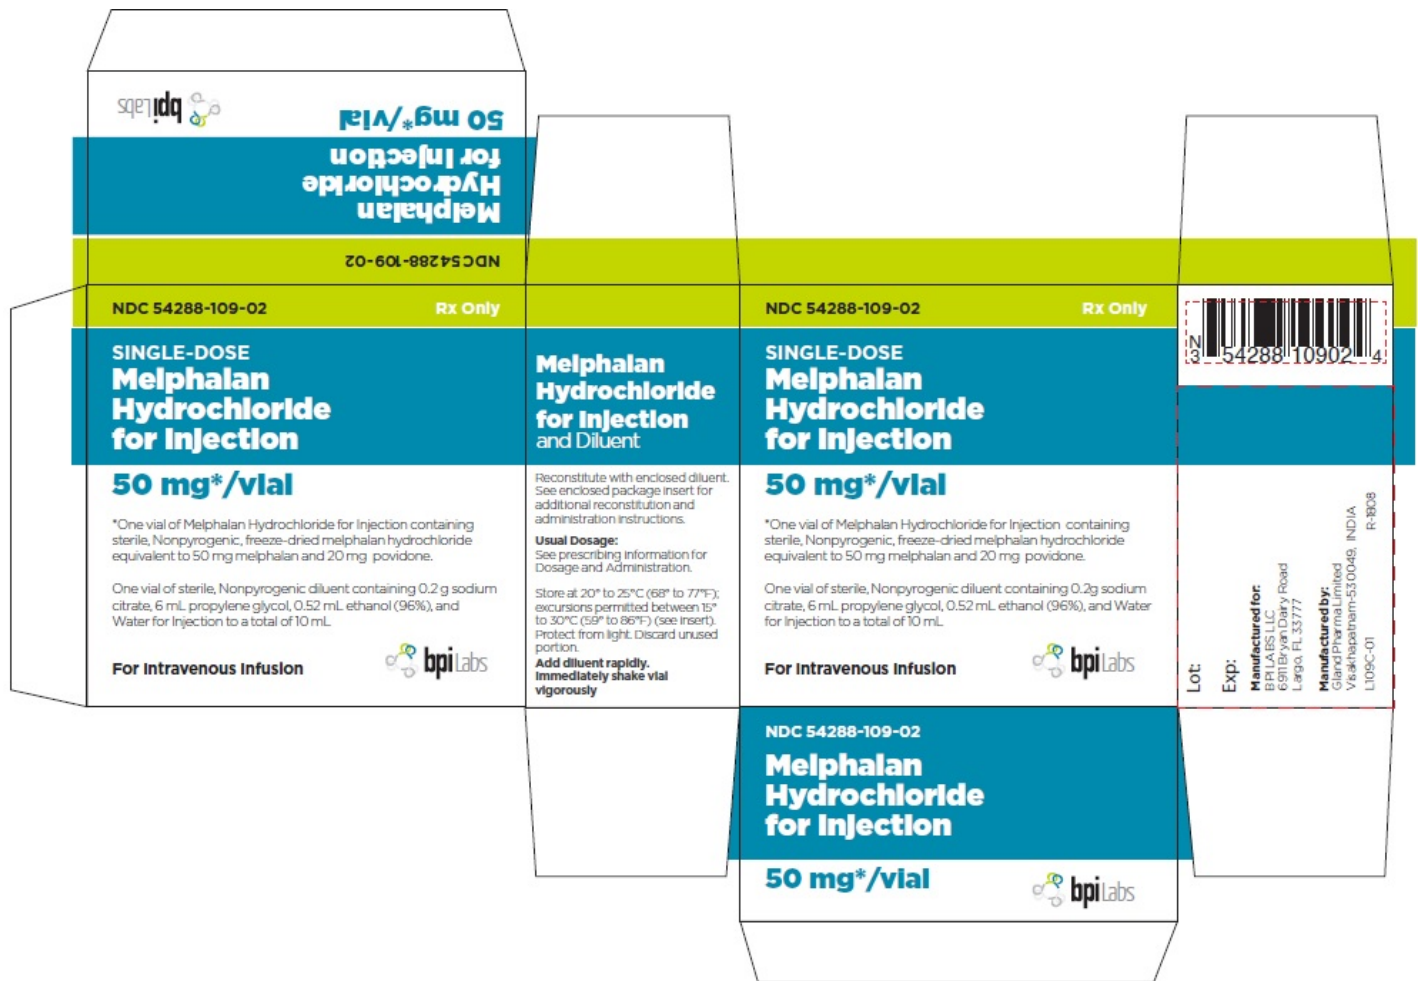 bpi Labs
50 mg*/vial
Melphalan
Hydrochloride
for Injection
NDC 54288-109-02
NDC 54288-109-02 Rx Only
SINGLE-DOSE
Melphalan
Hydrochloride
for Injection
50 mg*/vial
*One vial of Melphalan Hydrochloride for Injection containing
sterile, Nonpyrogenic, freeze-dried melphalan hydrochloride
equivalent to 50 mg melphalan and 20 mg povidone.
One vial of sterile, Nonpyrogenic diluent containing 0.2 g sodium
citrate, 6 mL propylene glycol, 0.52 mL ethanol (96%), and
Water for Injection to a total of 10 mL
For Intravenous Infusion
bpi Labs
Melphalan
Hydrochloride
for Injection
and Diluent
Reconstitute with enclosed diluent.
See enclosed package insert for
additional reconstitution and
administration instructions.
Usual Dosage:
See prescribing information for
Dosage and Administration.
Store at 20° to 25°C (68° to 77°F);
excursions permitted between 15°
to 30°C (59° to 86°F) (see insert).
Protect from light. Discard unused
portion.
Add diluent rapidly.
Immediately shake vial
vigorously
NDC 54288-109-02 Rx Only
SINGLE-DOSE
Melphalan
Hydrochloride
for Injection
50 mg*/vial
*One vial of Melphalan Hydrochloride for Injection containing
sterile, Nonpyrogenic, freeze-dried melphalan hydrochloride
equivalent to 50 mg melphalan and 20 mg povidone.
One vial of sterile, Nonpyrogenic diluent containing 0.2g sodium
citrate, 6 mL propylene glycol, 0.52 mL ethanol (96%), and Water
for Injection to a total of 10 mL
For Intravenous Infusion
bpi Labs
NDC 54288-109-02
Melphalan
Hydrochloride
for Injection
50 mg*/vial
bpi Labs
N
3 54288 10902 4
Lot:
Exp:
Manufactured for:
BPI LABS LLC
6911 Bryan Dairy Road
Largo, FL 33777
Manufactured by:
Gland Pharma Limited
Visakhapatnam-530049, INDIA
L109C-01 R-1808